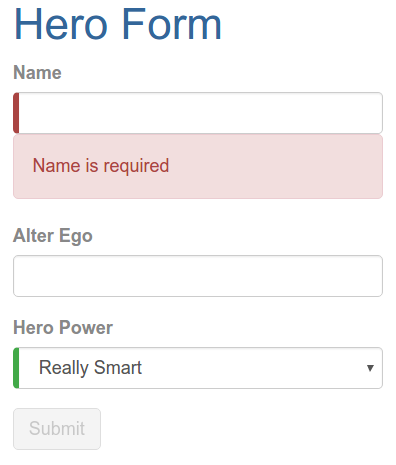 Hero Form
Name
Name is required
Alter Ego
Hero Power
Really Smart
Submit